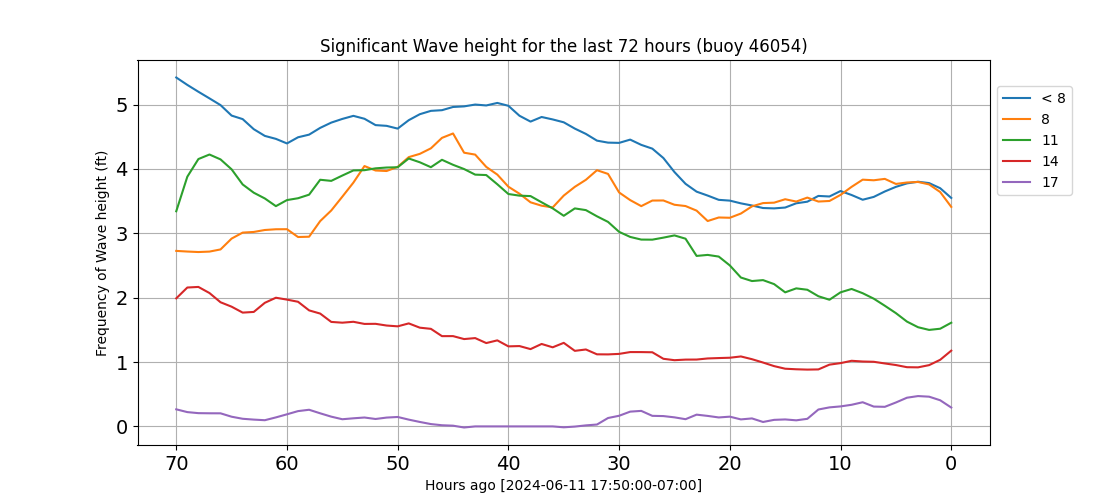 Significant Wave height for the last 72 hours (buoy 46054)
Frequency of Wave height (ft)
5
4
3
2
1
0
70 60 50 40 30 20 10 0
Hours ago [2024-06-11 17:50:00-07:00]
< 8
8
11
14
17